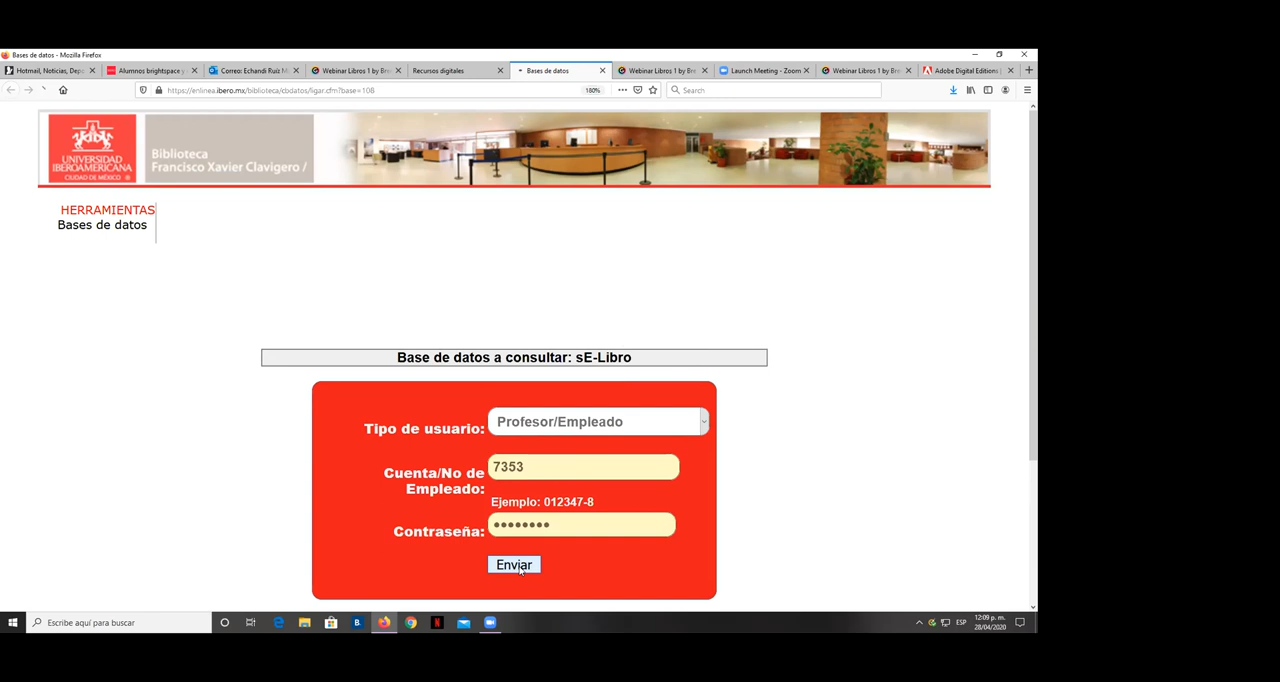 Bases de datos - Mozilla Firefox
Hotmail, Noticias, Depo
Alumnos brightspace y
Correo: Echandi Ruiz M
Webinar Libros 1 by Bre
Recursos digitales
Bases de datos
Webinar Libros 1 by Bre
Launch Meeting - Zoom
Webinar Libros 1 by Bre
Adobe Digital Editions |
https://enlinea.ibero.mx/biblioteca/cbdatos/ligar.cfm?base=108
180%
Search
UNIVERSIDAD
IBEROAMERICANA
CIUDAD DE MÉXICO ®
Biblioteca
Francisco Xavier Clavigero /
HERRAMIENTAS
Bases de datos
Base de datos a consultar: sE-Libro
Tipo de usuario:
Profesor/Empleado
Cuenta/No de
Empleado:
7353
Ejemplo: 012347-8
Contraseña:
••••••••
Enviar
Escribe aquí para buscar
ESP
12:09 p. m.
28/04/2020